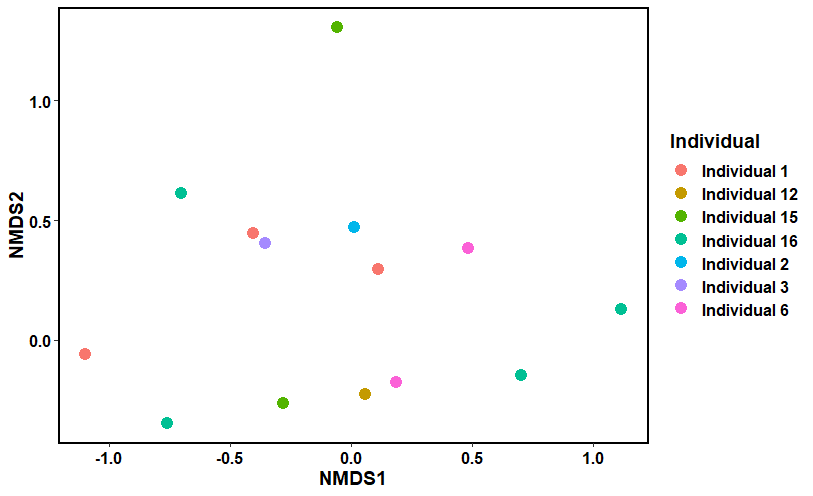 1.0
0.5
0.0
NMDS2
-1.0
-0.5
0.0
0.5
1.0
NMDS1
Individual
Individual 1
Individual 12
Individual 15
Individual 16
Individual 2
Individual 3
Individual 6